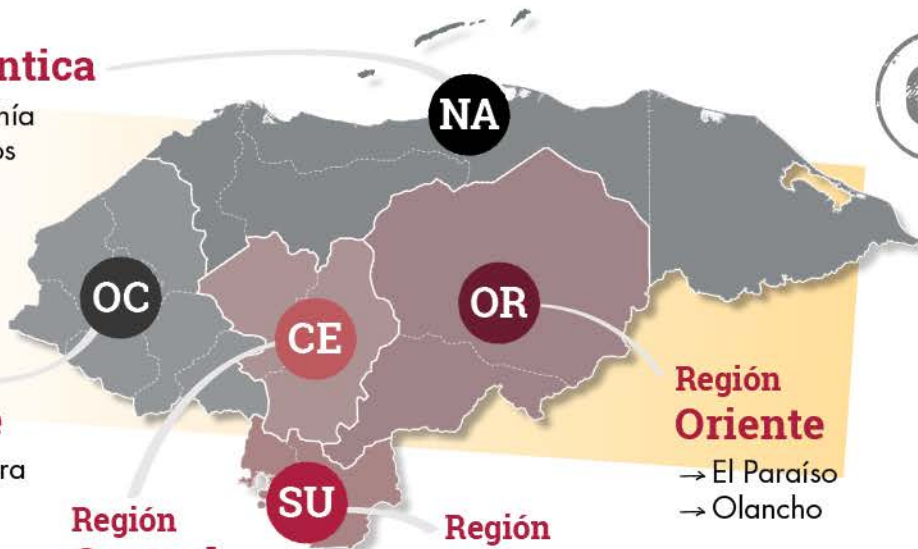 ntica
nía
os
NA
OC
CE
OR
SU
ra
Región
Región
Región
Oriente
→ El Paraíso
→ Olancho